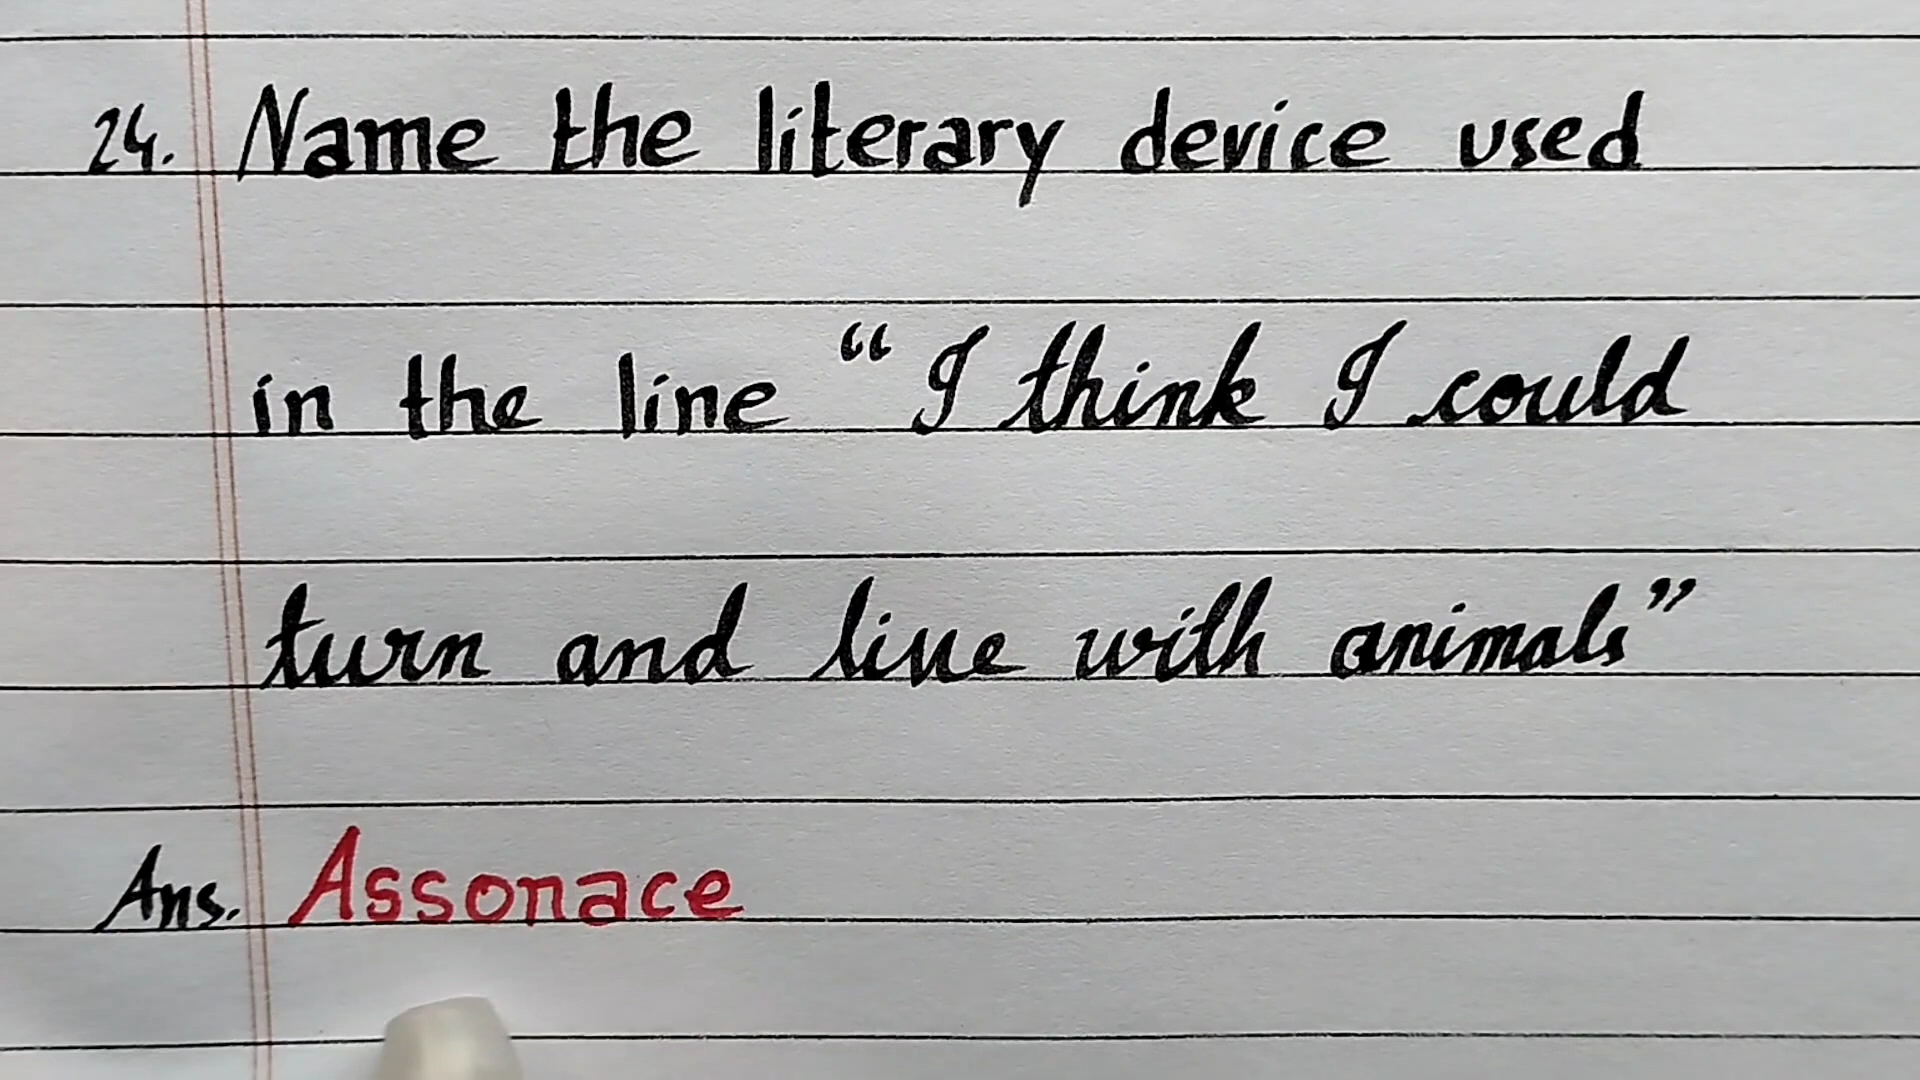 24. Name the literary device used
in the line “I think I could
turn and live with animals”
Ans. Assonace